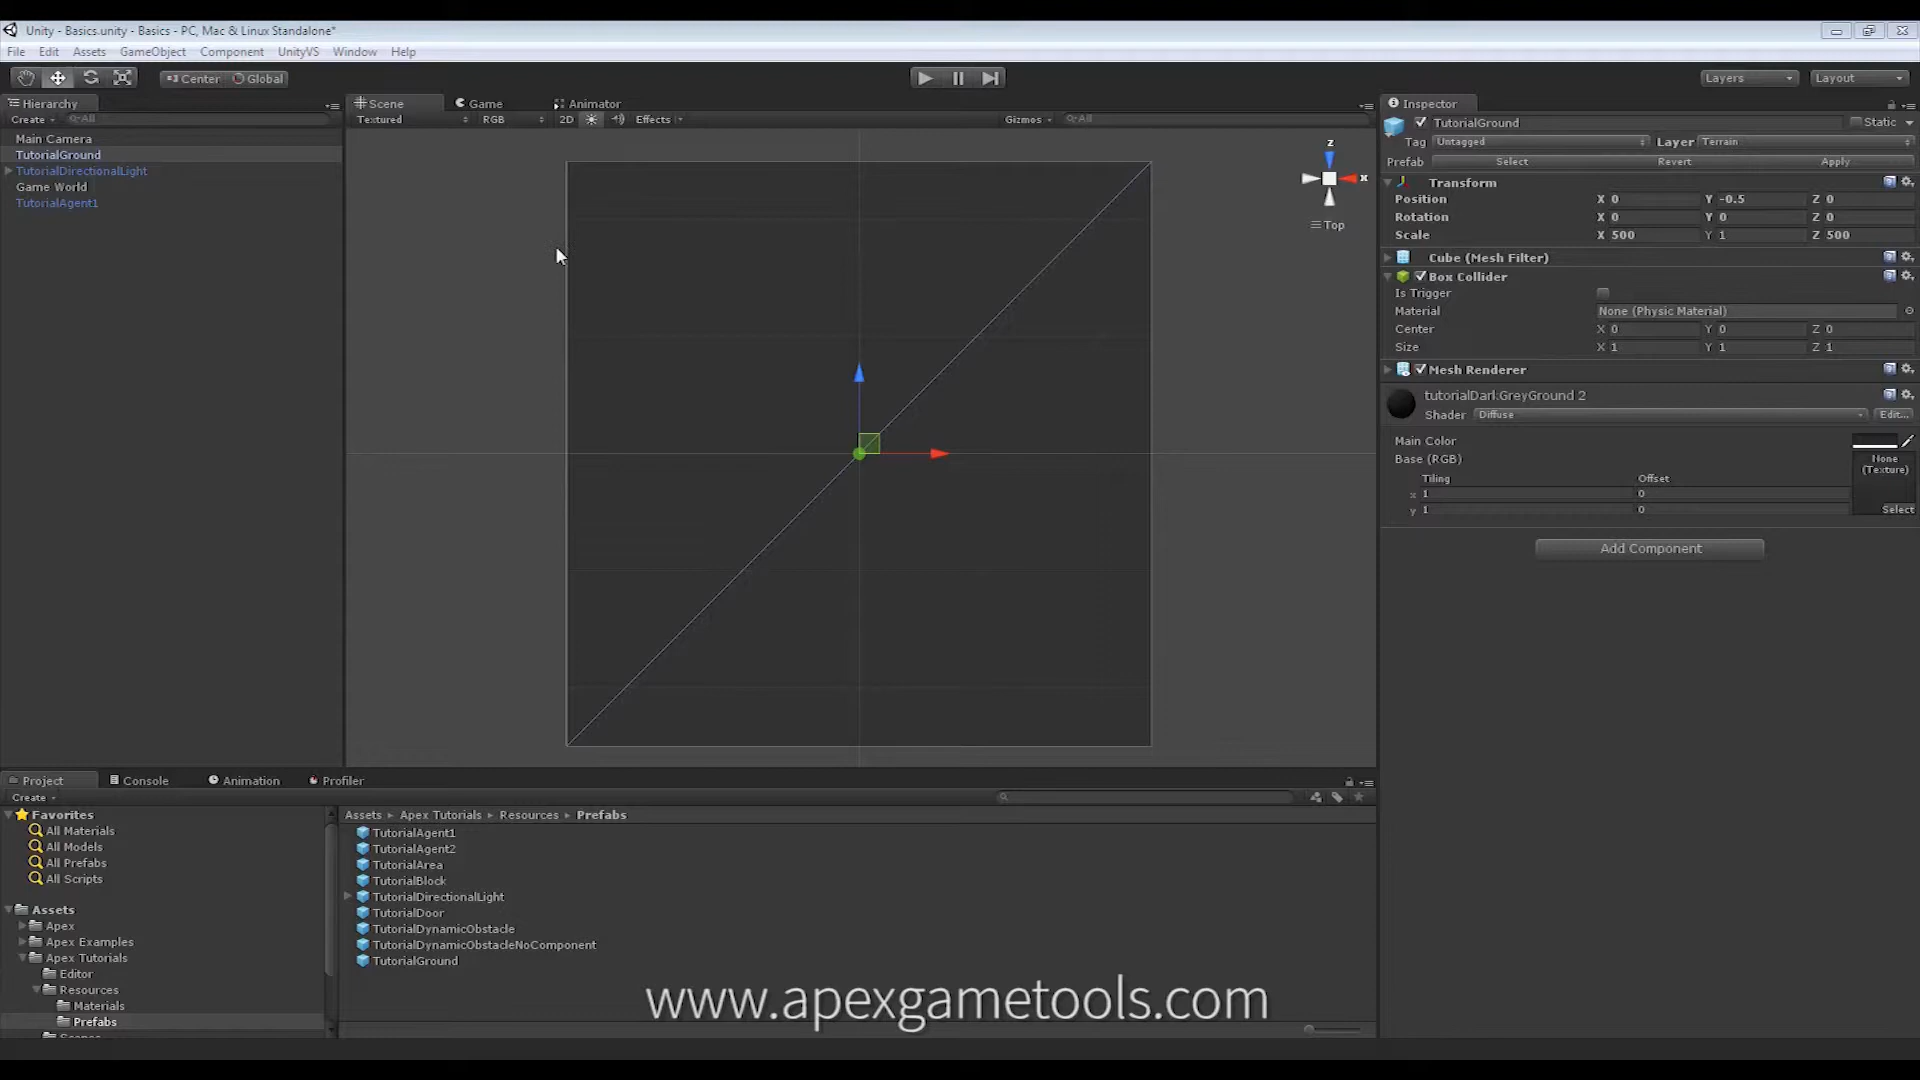 Unity - Basics.unity - Basics - PC, Mac & Linux Standalone*
File Edit Assets GameObject Component UnityVS Window Help
Center Global
Layers Layout
Hierarchy
Create All
Main Camera
TutorialGround
TutorialDirectionalLight
Game World
TutorialAgent1
Scene Game Animator
Textured RGB 2D Effects Gizmos All
z
x
Top
Inspector
TutorialGround Static
Tag Untagged Layer Terrain
Prefab Select Revert Apply
Transform
Position X 0 Y -0.5 Z 0
Rotation X 0 Y 0 Z 0
Scale X 500 Y 1 Z 500
Cube (Mesh Filter)
Box Collider
Is Trigger
Material None (Physic Material)
Center X 0 Y 0 Z 0
Size X 1 Y 1 Z 1
Mesh Renderer
tutorialDarl.GreyGround 2
Shader Diffuse Edit...
Main Color
Base (RGB)
None
(Texture)
Tiling Offset
x 1 0
y 1 0
Select
Add Component
Project Console Animation Profiler
Create
Favorites
All Materials
All Models
All Prefabs
All Scripts
Assets
Apex
Apex Examples
Apex Tutorials
Editor
Resources
Materials
Prefabs
Assets Apex Tutorials Resources Prefabs
TutorialAgent1
TutorialAgent2
TutorialArea
TutorialBlock
TutorialDirectionalLight
TutorialDoor
TutorialDynamicObstacle
TutorialDynamicObstacleNoComponent
TutorialGround
www.apexgametools.com